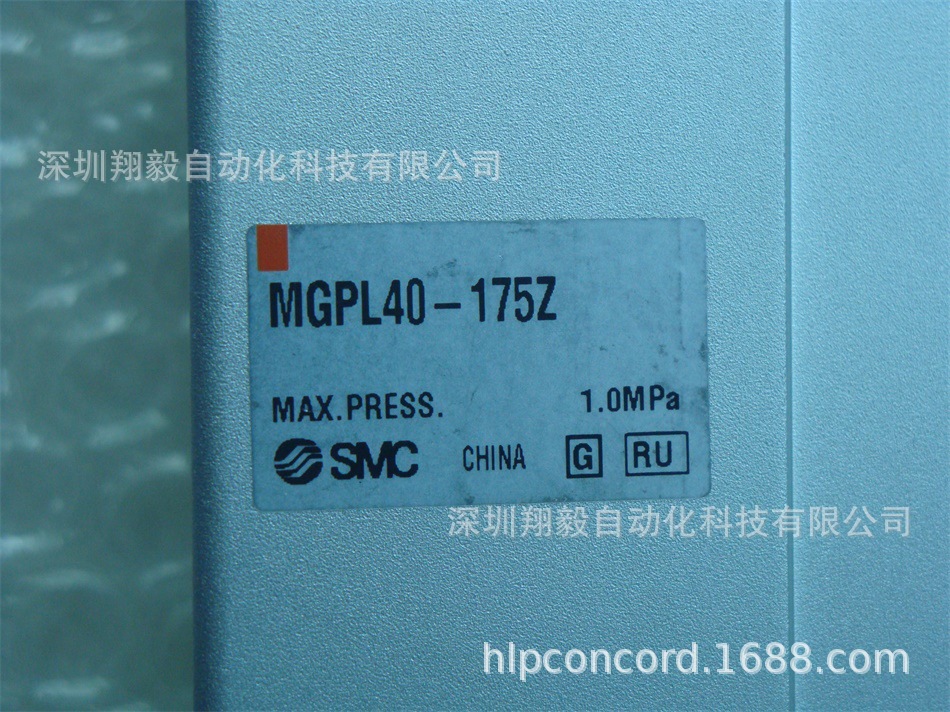 深圳翔毅自动化科技有限公司
MGPL40-175Z
MAX.PRESS. 1.0MPa
SMC CHINA G RU
深圳翔毅自动化科技有限公司
hlpconcord.1688.com